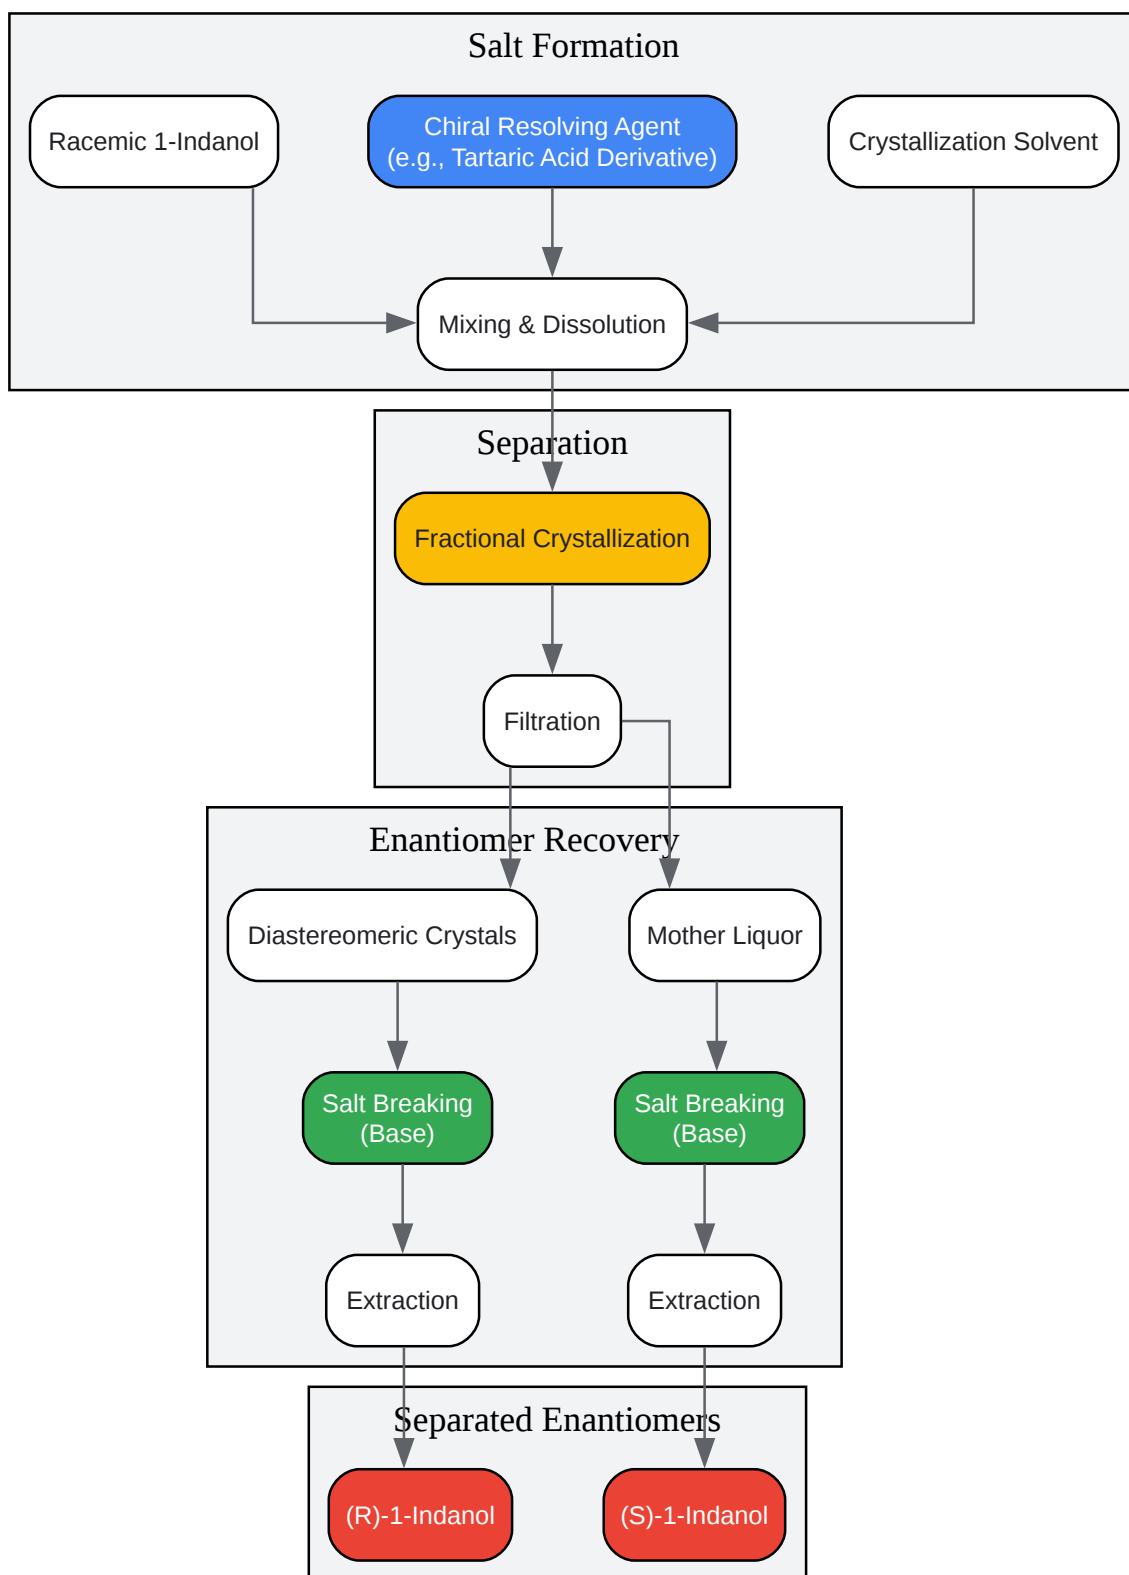 Salt Formation
Racemic 1-Indanol
Chiral Resolving Agent
(e.g., Tartaric Acid Derivative)
Crystallization Solvent
Mixing & Dissolution
Separation
Fractional Crystallization
Filtration
Enantiomer Recovery
Diastereomeric Crystals
Mother Liquor
Salt Breaking
(Base)
Salt Breaking
(Base)
Extraction
Extraction
Separated Enantiomers
(R)-1-Indanol
(S)-1-Indanol